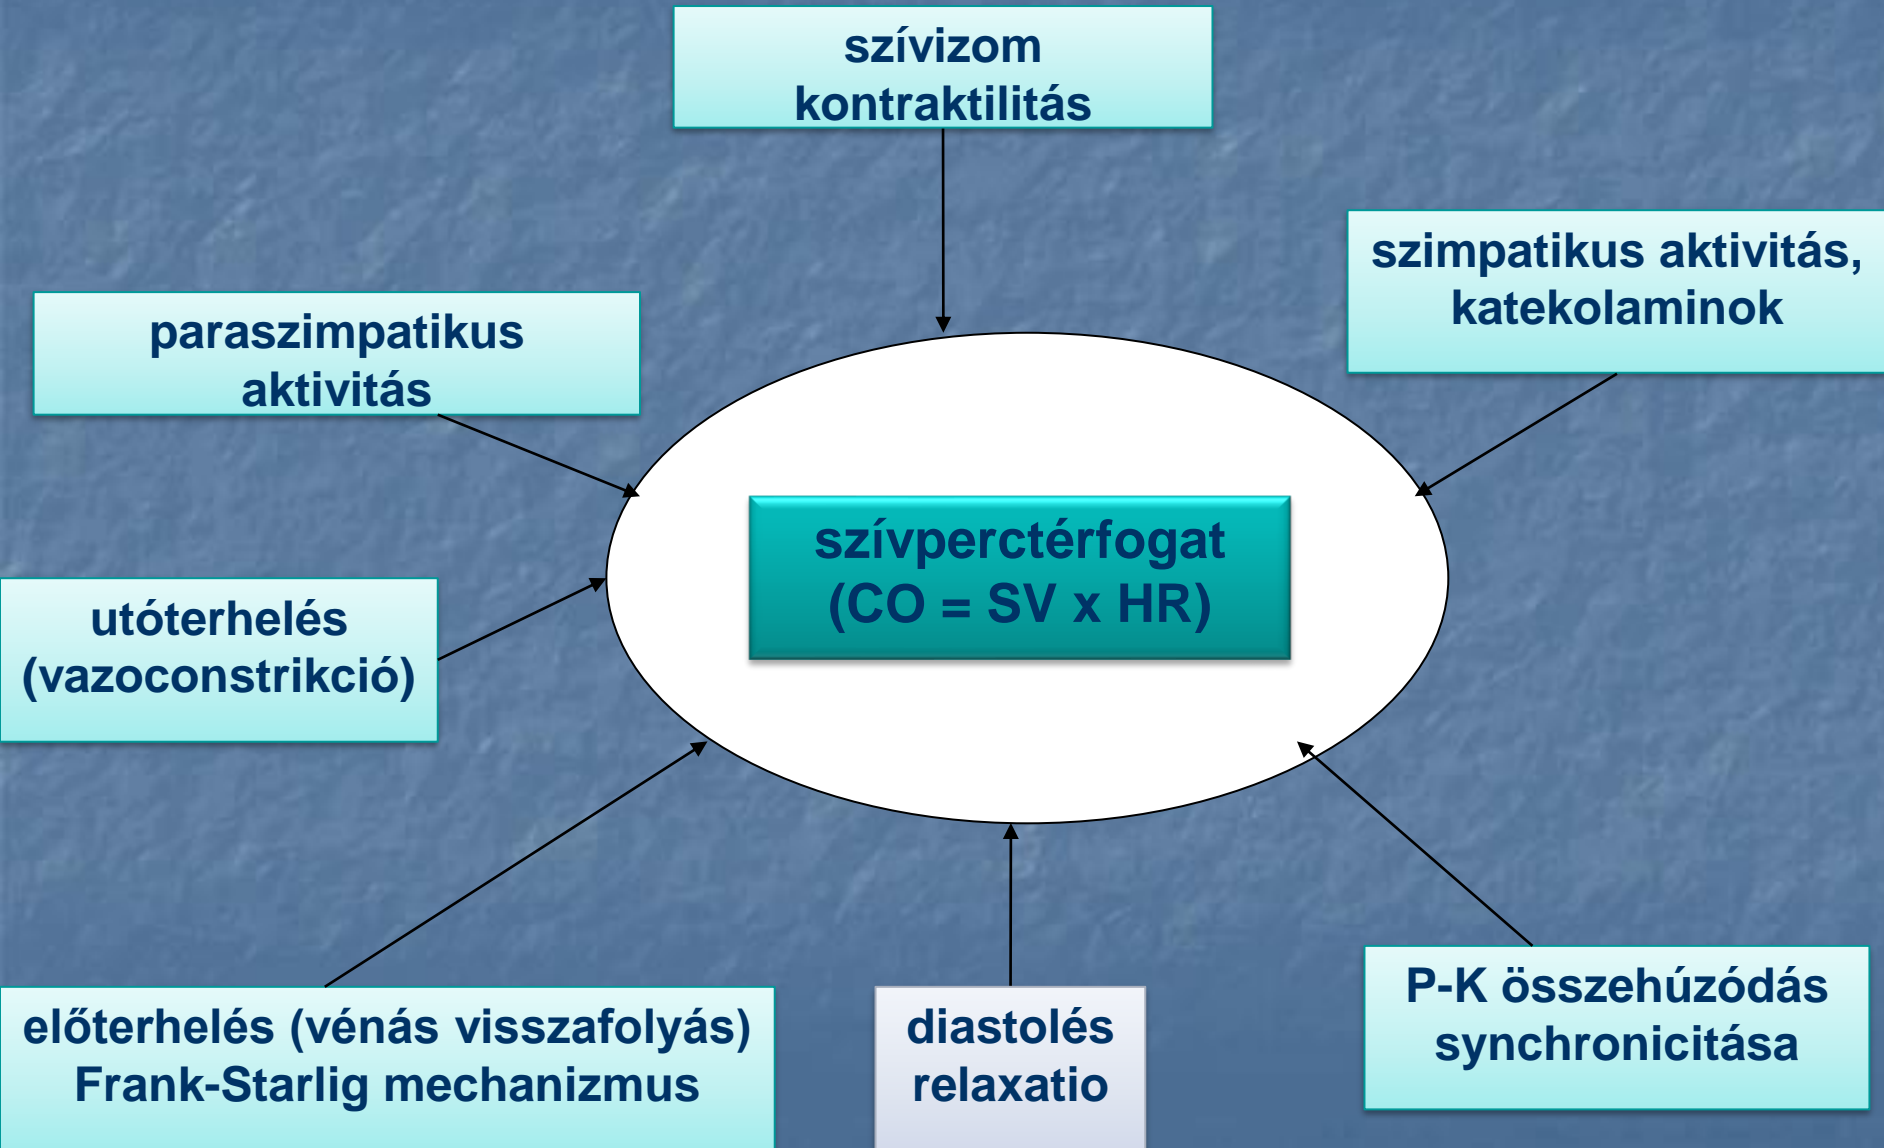 szívizom
kontraktilitás
szimpatikus aktivitás,
katekolaminok
paraszimpatikus
aktivitás
szívperctérfogat
(CO = SV x HR)
utóterhelés
(vazoconstrikció)
előterhelés (vénás visszafolyás)
Frank-Starlig mechanizmus
diastolés
relaxatio
P-K összehúzódás
synchronicitása